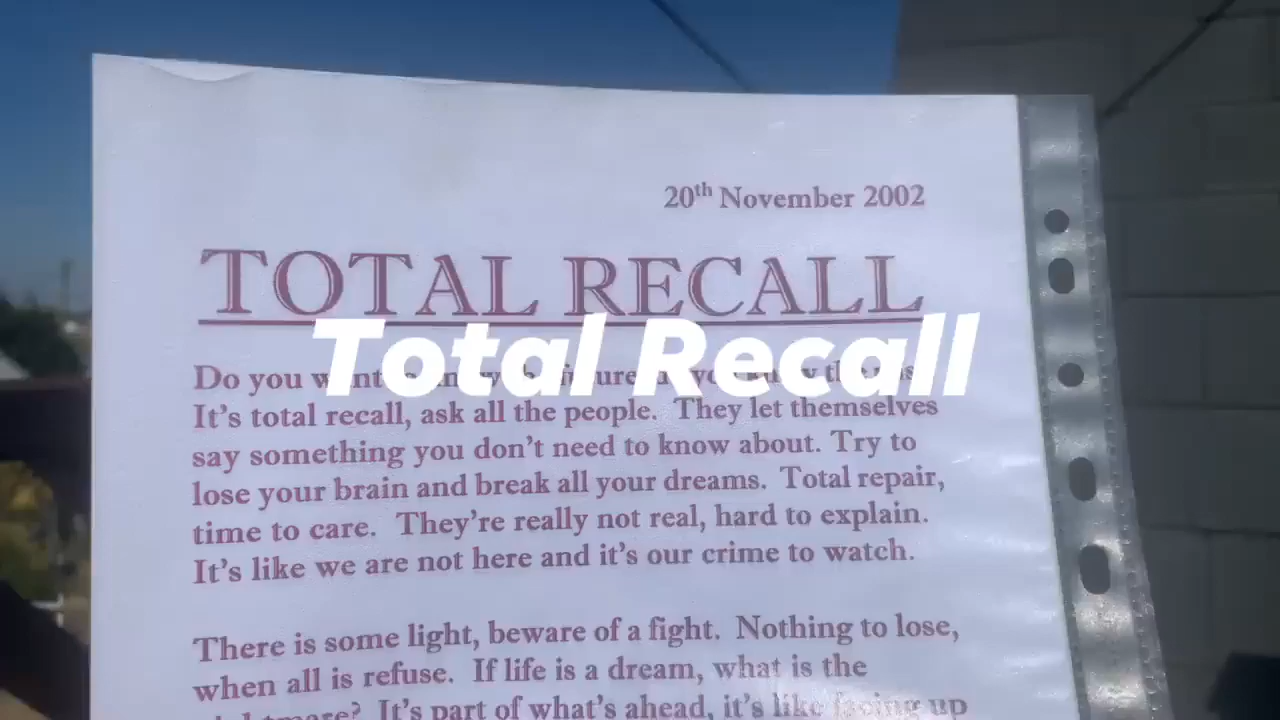 20th November 2002
TOTAL RECALL
Total Recall
Do you want
It's total recall, ask all the people. They let themselves
say something you don't need to know about. Try to
lose your brain and break all your dreams. Total repair,
time to care. They're really not real, hard to explain.
It's like we are not here and it's our crime to watch.
There is some light, beware of a fight. Nothing to lose,
when all is refuse. If life is a dream, what is the
It's part of what's ahead, it's like facing up